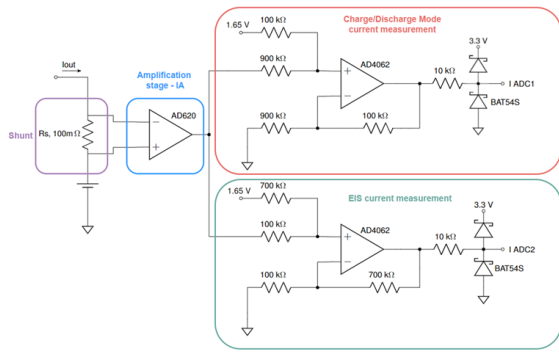 Charge/Discharge Mode
current measurement
100 kΩ
1.65 V
3.3 V
Iout
Amplification
stage - IA
900 kΩ
AD4062
10 kΩ
I ADC1
BAT54S
AD620
Shunt
Rs, 100mΩ
900 kΩ
100 kΩ
EIS current measurement
700 kΩ
1.65 V
3.3 V
100 kΩ
AD4062
10 kΩ
I ADC2
BAT54S
100 kΩ
700 kΩ